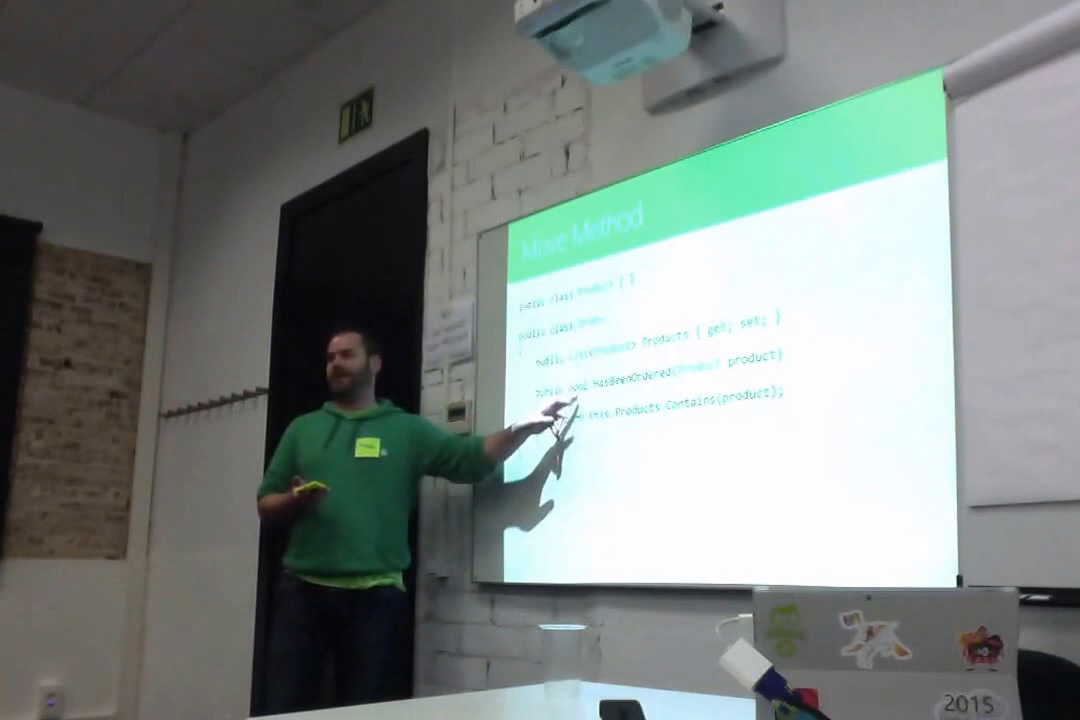 Move Method
public class Product { }
public class Order
{
public List<Product> Products { get; set; }
public bool HasBeenOrdered(Product product)
this.Products.Contains(product);
2015